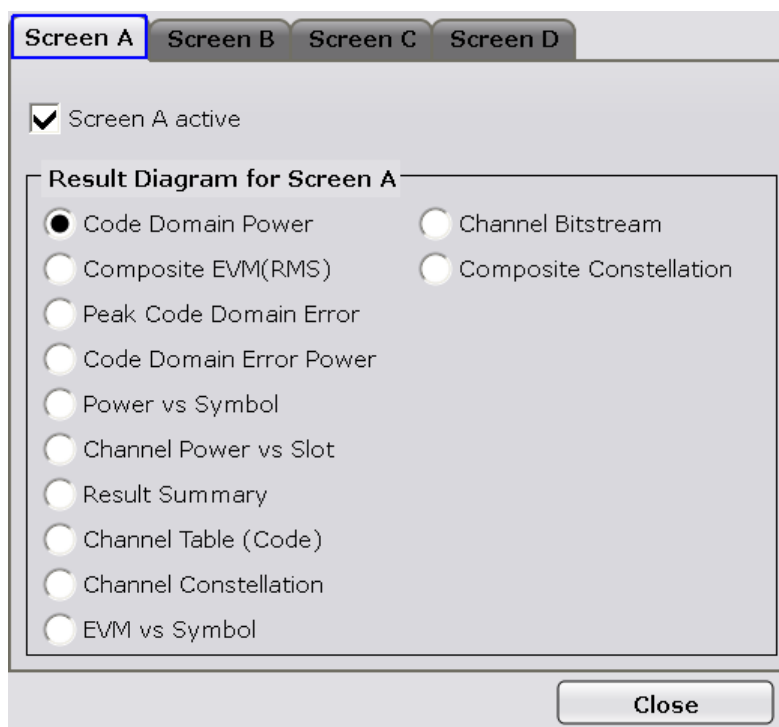 Screen A Screen B Screen C Screen D
Screen A active
Result Diagram for Screen A
Code Domain Power Channel Bitstream
Composite EVM(RMS) Composite Constellation
Peak Code Domain Error
Code Domain Error Power
Power vs Symbol
Channel Power vs Slot
Result Summary
Channel Table (Code)
Channel Constellation
EVM vs Symbol
Close